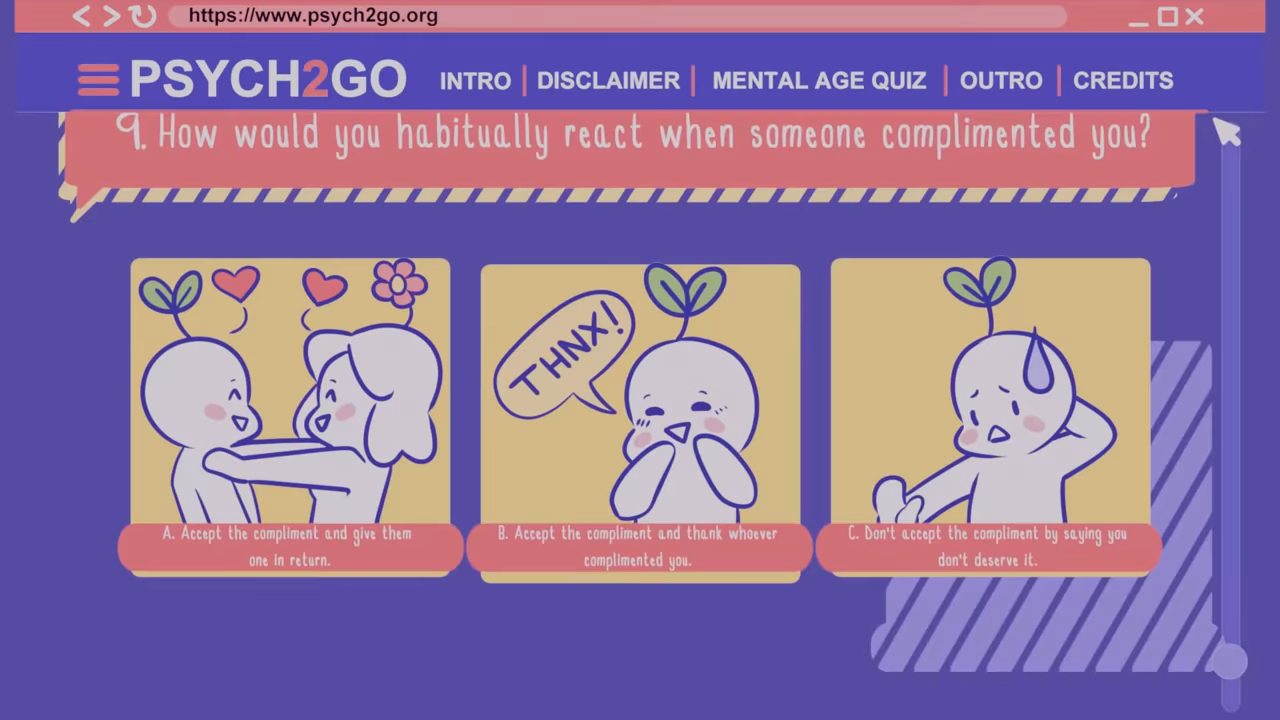 https://www.psych2go.org
PSYCH2GO INTRO DISCLAIMER MENTAL AGE QUIZ OUTRO CREDITS
9. How would you habitually react when someone complimented you?
THNX!
A. Accept the compliment and give them
one in return.
B. Accept the compliment and thank whoever
complimented you.
C. Don't accept the compliment by saying you
don't deserve it.